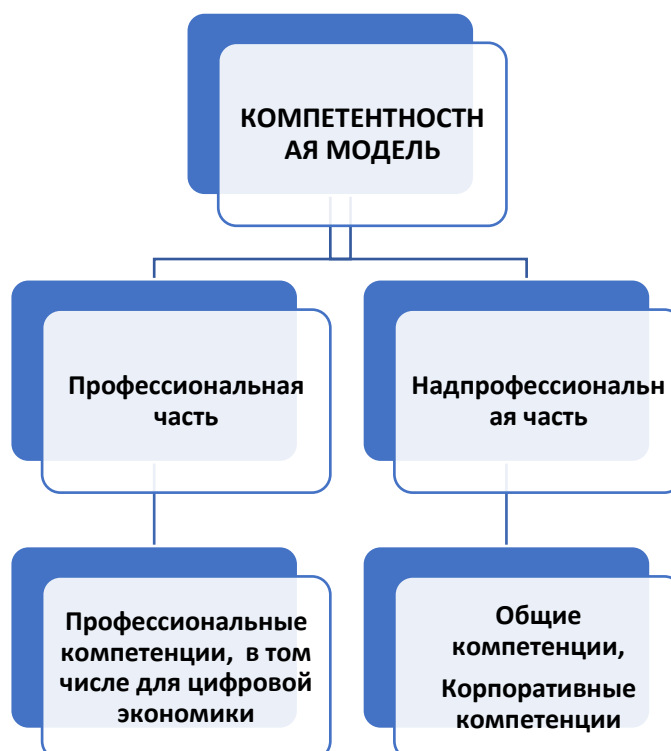 КОМПЕТЕНТНОСТН
АЯ МОДЕЛЬ
Профессиональная
часть
Надпрофессиональн
ая часть
Профессиональные
компетенции, в том
числе для цифровой
экономики
Общие
компетенции,
Корпоративные
компетенции